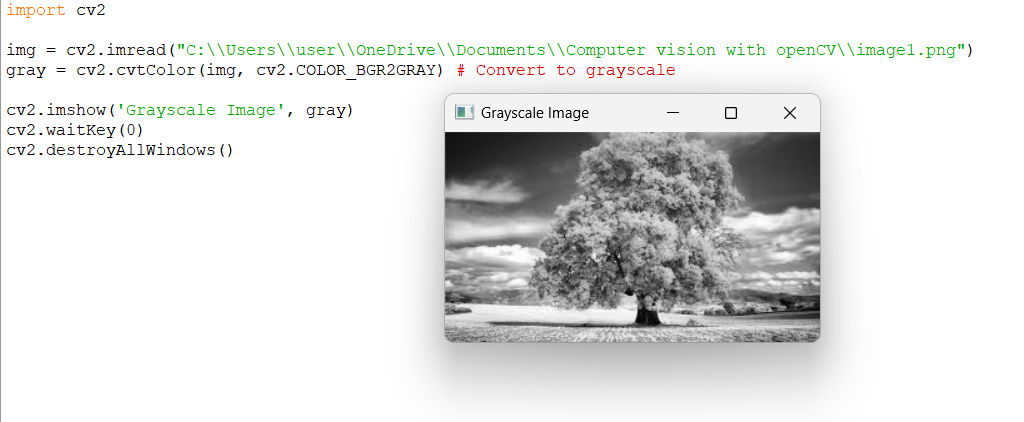 import cv2
img = cv2.imread("C:\\Users\\user\\OneDrive\\Documents\\Computer vision with openCV\\image1.png")
gray = cv2.cvtColor(img, cv2.COLOR_BGR2GRAY) # Convert to grayscale
cv2.imshow('Grayscale Image', gray)
cv2.waitKey(0)
cv2.destroyAllWindows()
Grayscale Image